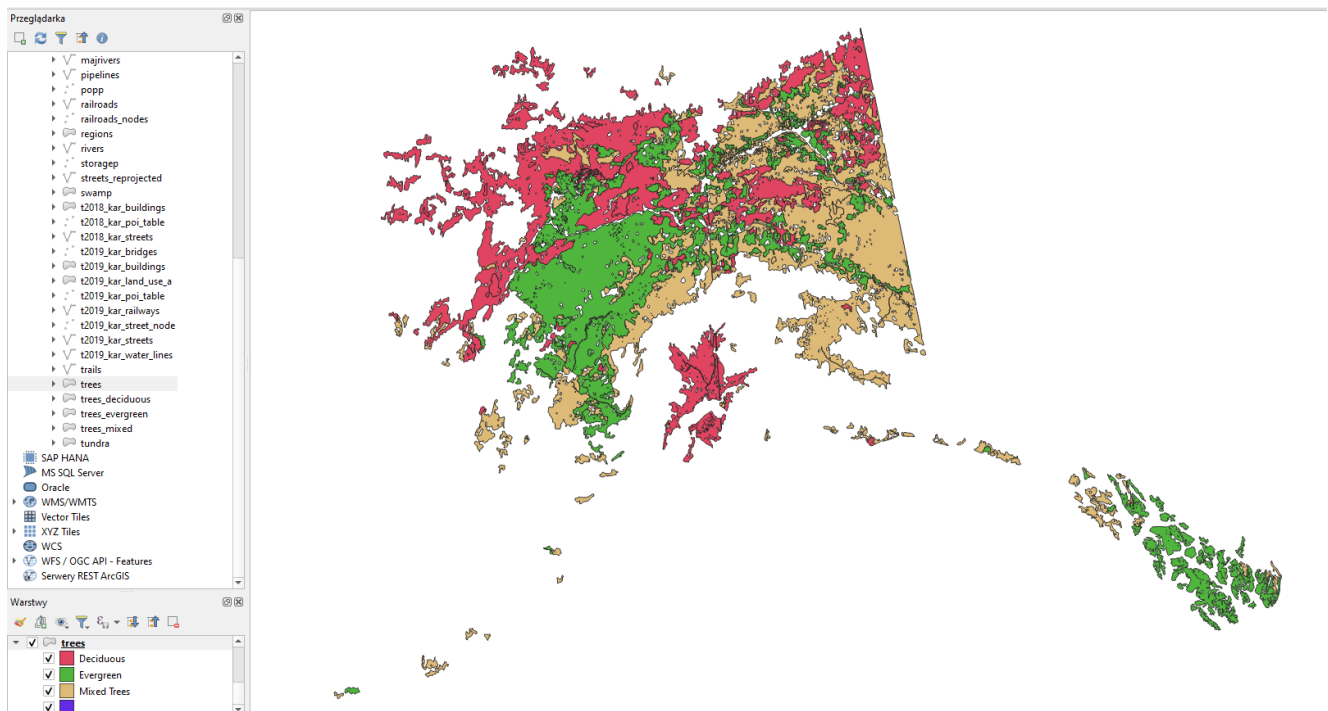 Przeglądarka
majrivers
pipelines
popp
railroads
railroads_nodes
regions
rivers
storagep
streets_reprojected
swamp
t2018_kar_buildings
t2018_kar_poi_table
t2018_kar_streets
t2019_kar_bridges
t2019_kar_buildings
t2019_kar_land_use_a
t2019_kar_poi_table
t2019_kar_railways
t2019_kar_street_node
t2019_kar_streets
t2019_kar_water_lines
trails
trees
trees_deciduous
trees_evergreen
trees_mixed
tundra
SAP HANA
MS SQL Server
Oracle
WMS/WMTS
Vector Tiles
XYZ Tiles
WCS
WFS / OGC API - Features
Serwery REST ArcGIS
Warstwy
trees
Deciduous
Evergreen
Mixed Trees